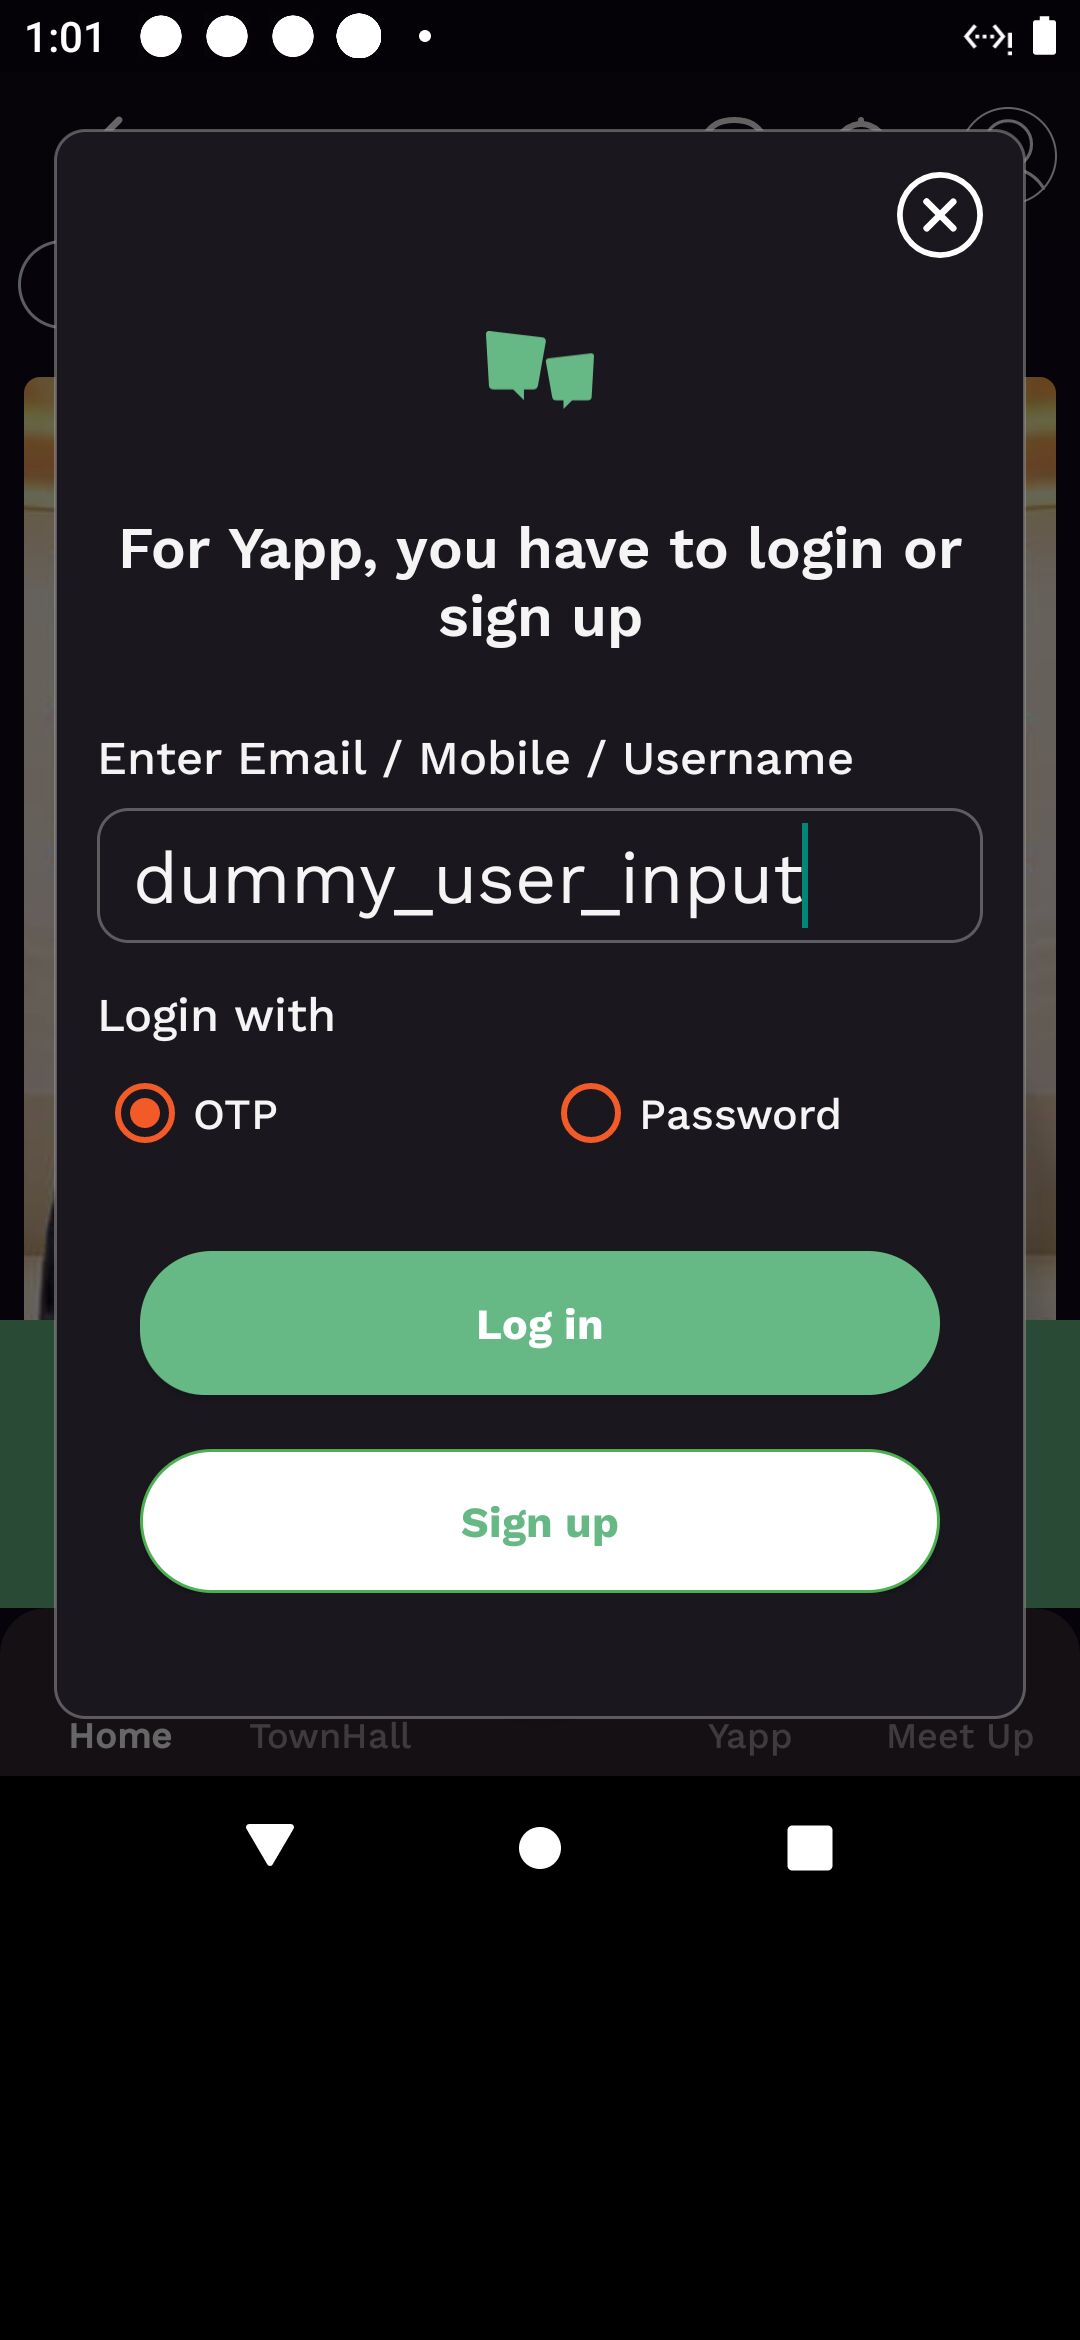 1:01
For Yapp, you have to login or
sign up
Enter Email / Mobile / Username
dummy_user_input
Login with
OTP Password
Log in
Sign up
Home TownHall Yapp Meet Up